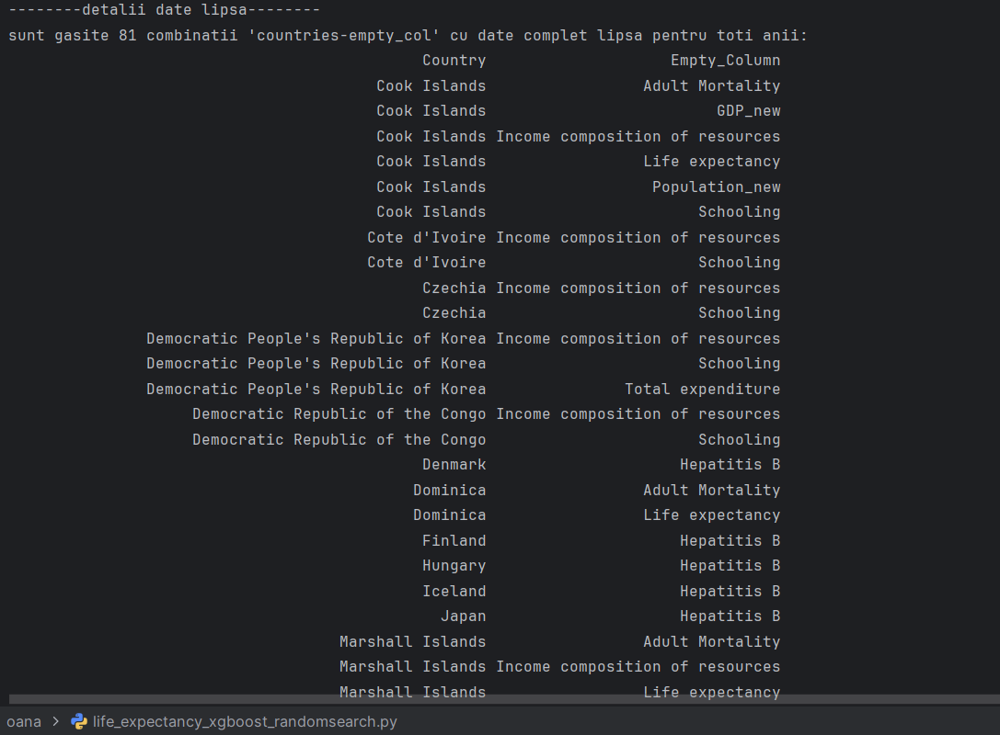 --------detalii date lipsa--------
sunt gasite 81 combinatii 'countries-empty_col' cu date complet lipsa pentru toti anii:
Country Empty_Column
Cook Islands Adult Mortality
Cook Islands GDP_new
Cook Islands Income composition of resources
Cook Islands Life expectancy
Cook Islands Population_new
Cook Islands Schooling
Cote d'Ivoire Income composition of resources
Cote d'Ivoire Schooling
Czechia Income composition of resources
Czechia Schooling
Democratic People's Republic of Korea Income composition of resources
Democratic People's Republic of Korea Schooling
Democratic People's Republic of Korea Total expenditure
Democratic Republic of the Congo Income composition of resources
Democratic Republic of the Congo Schooling
Denmark Hepatitis B
Dominica Adult Mortality
Dominica Life expectancy
Finland Hepatitis B
Hungary Hepatitis B
Iceland Hepatitis B
Japan Hepatitis B
Marshall Islands Adult Mortality
Marshall Islands Income composition of resources
Marshall Islands Life expectancy
oana > life_expectancy_xgboost_randomsearch.py